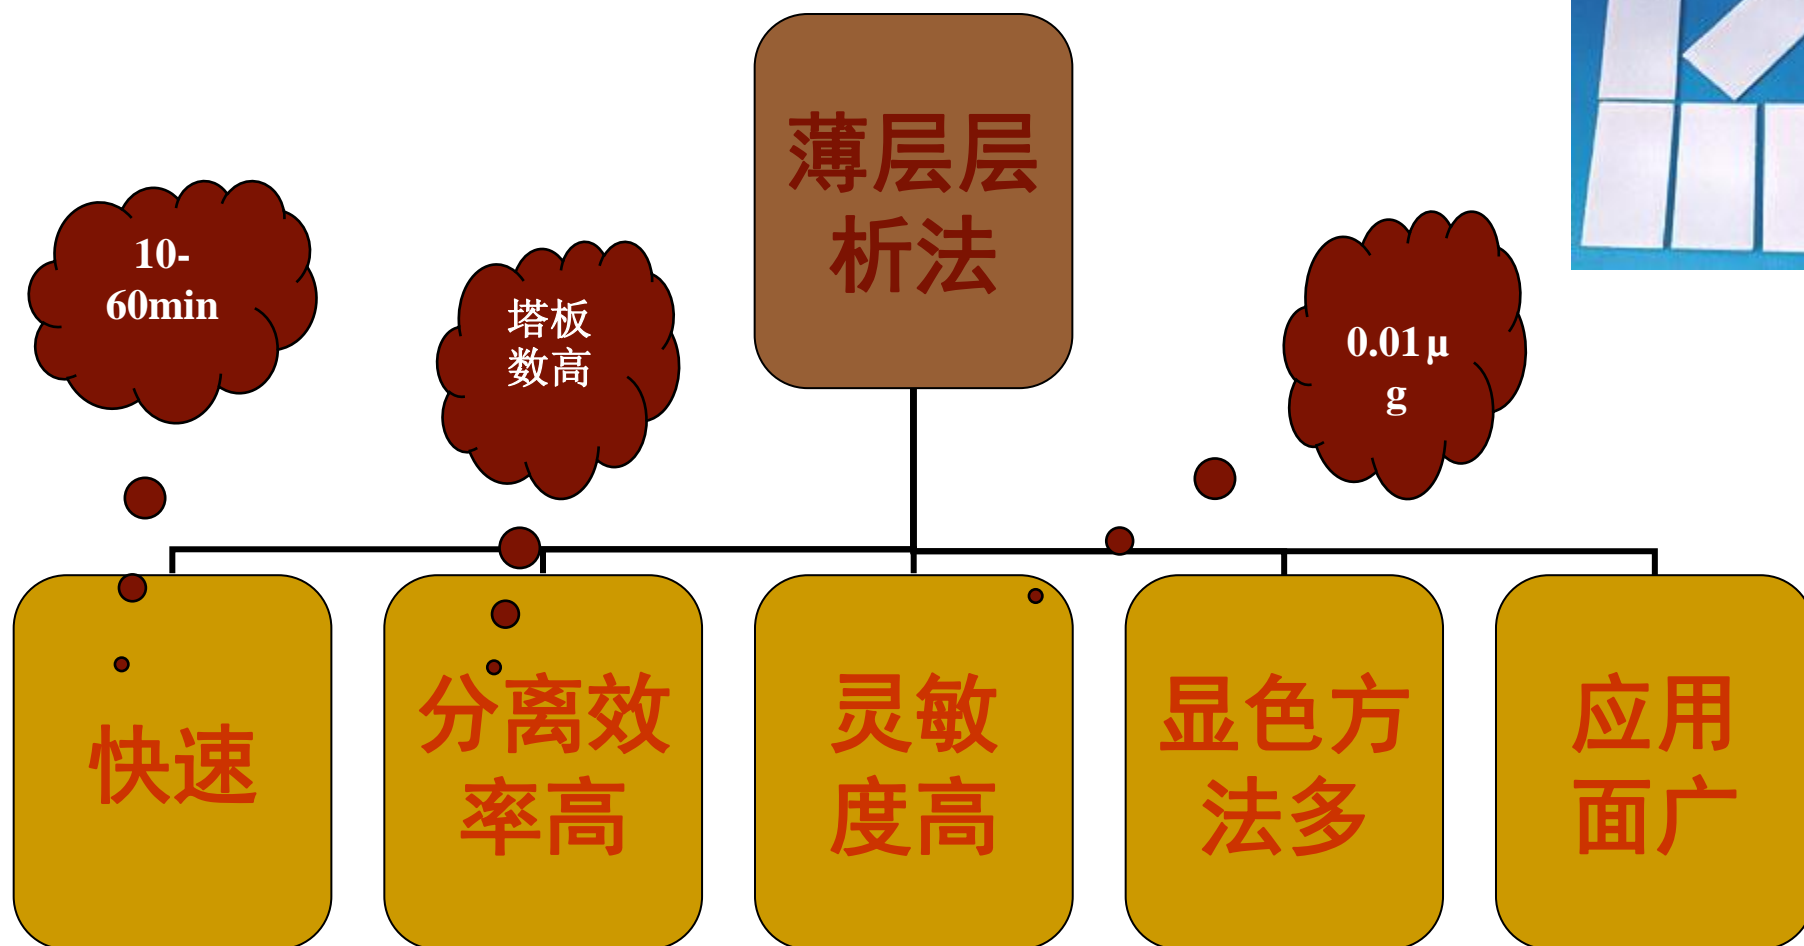 薄层层
析法
10-
60min
塔板
数高
0.01μ
g
快速
分离效
率高
灵敏
度高
显色方
法多
应用
面广